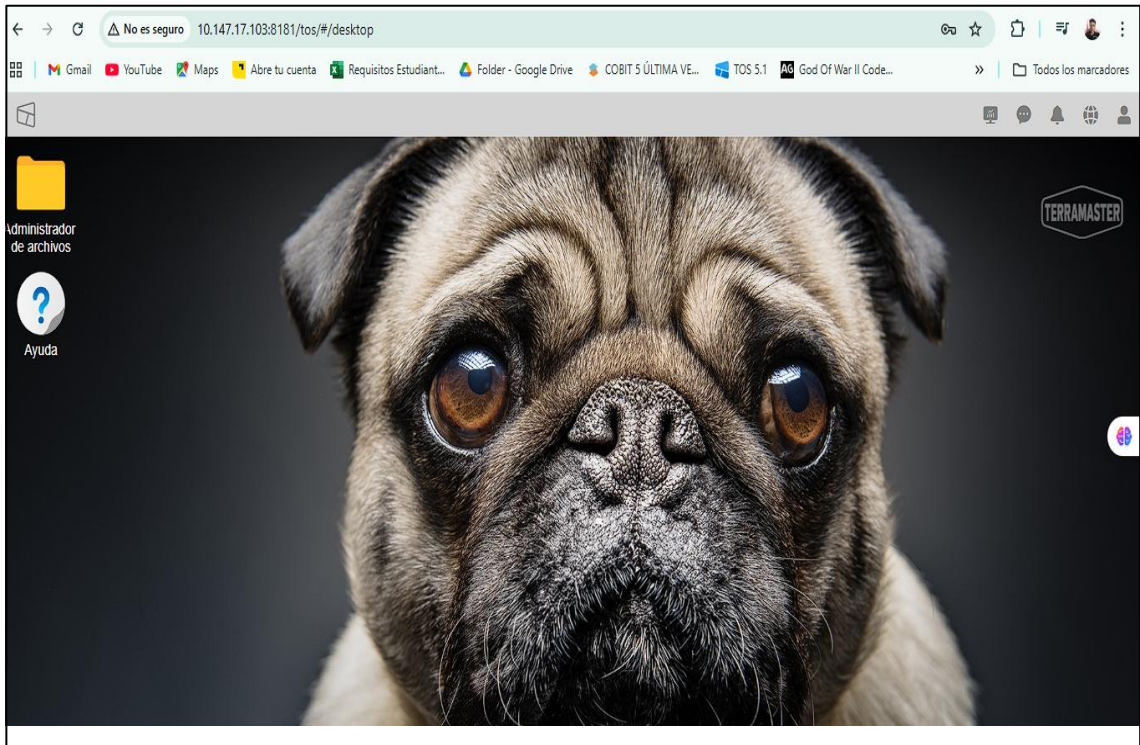 No es seguro 10.147.17.103:8181/tos/#/desktop
Gmail YouTube Maps Abre tu cuenta Requisitos Estudiant... Folder - Google Drive COBIT 5 ÚLTIMA VE... TOS 5.1 AG God Of War II Code... » Todos los marcadores
Administrador
de archivos
TERRAMASTER
?
Ayuda